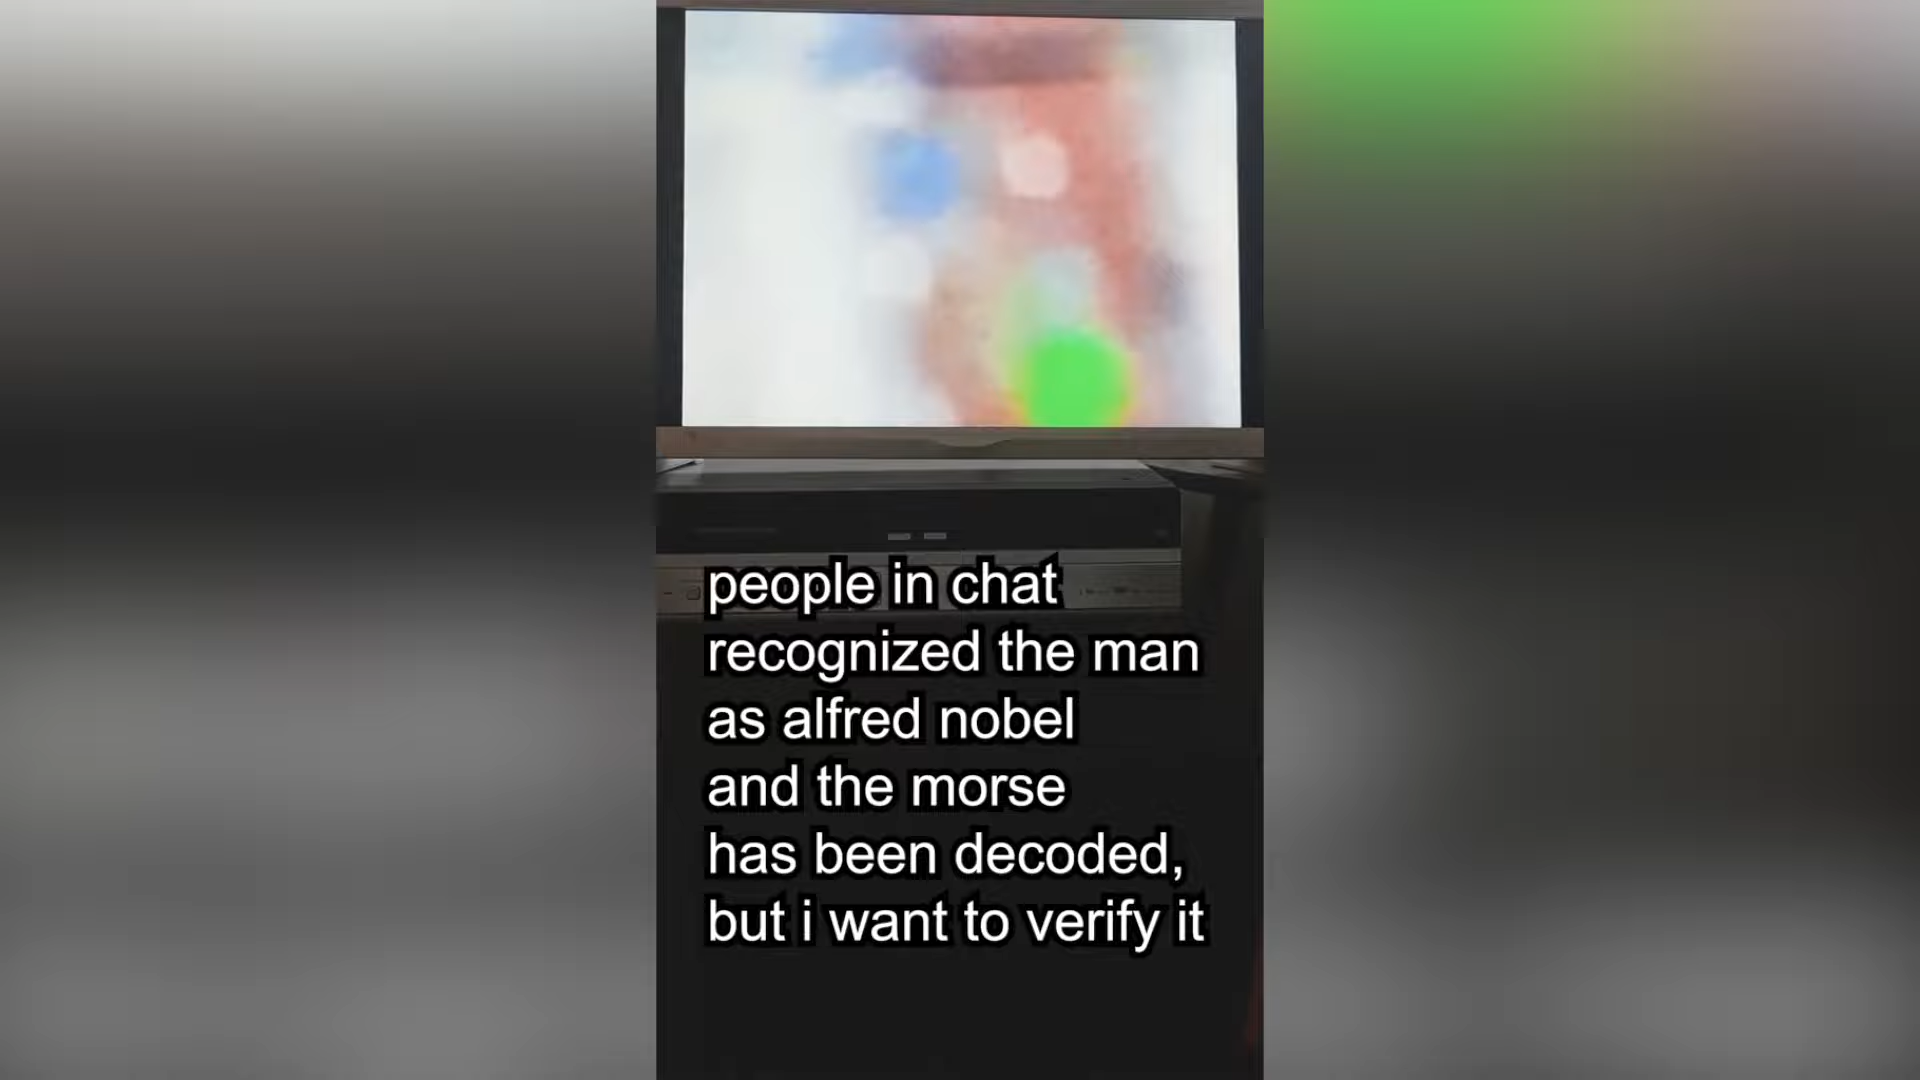 people in chat
recognized the man
as alfred nobel
and the morse
has been decoded,
but i want to verify it